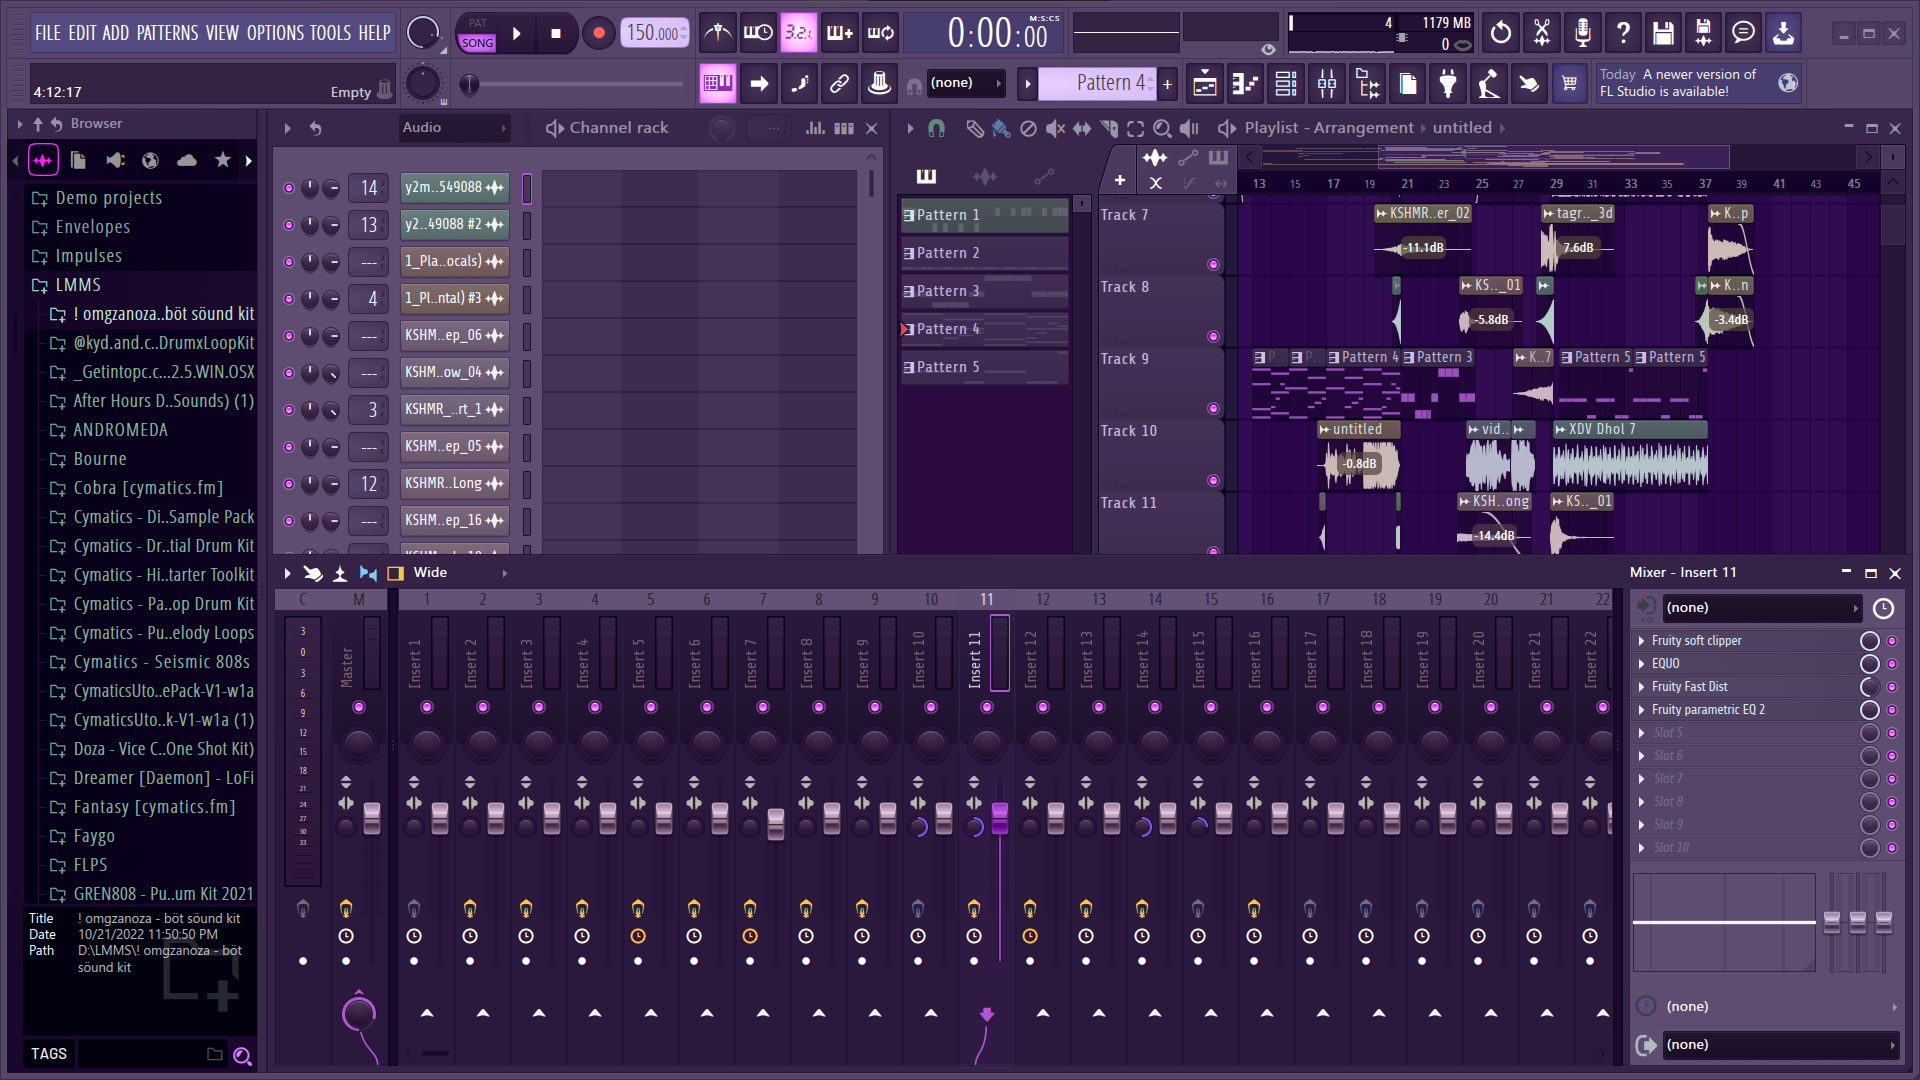 FILE EDIT ADD PATTERNS VIEW OPTIONS TOOLS HELP
PAT
SONG
150.000
3.2.
0:00:00
M:S:CS
4
1179 MB
0
4:12:17
Empty
(none)
Pattern 4
Today A newer version of
FL Studio is available!
Browser
Demo projects
Envelopes
Impulses
LMMS
! omgzanoza..böt söund kit
@kyd.and.c..DrumxLoopKit
_Getintopc.c...2.5.WIN.OSX
After Hours D..Sounds) (1)
ANDROMEDA
Bourne
Cobra [cymatics.fm]
Cymatics - Di..Sample Pack
Cymatics - Dr..tial Drum Kit
Cymatics - Hi..tarter Toolkit
Cymatics - Pa..op Drum Kit
Cymatics - Pu..elody Loops
Cymatics - Seismic 808s
CymaticsUto..ePack-V1-w1a
CymaticsUto..k-V1-w1a (1)
Doza - Vice C..One Shot Kit)
Dreamer [Daemon] - LoFi
Fantasy [cymatics.fm]
Faygo
FLPS
GREN808 - Pu..um Kit 2021
Title ! omgzanoza - böt söund kit
Date 10/21/2022 11:50:50 PM
Path D:\LMMS\! omgzanoza - böt
söund kit
TAGS
Audio
Channel rack
14 y2m..549088
13 y2..49088 #2
--- 1_Pla..ocals)
4 1_Pl..ntal) #3
--- KSHM..ep_06
--- KSHM..ow_04
3 KSHMR_..rt_1
--- KSHM..ep_05
12 KSHMR..Long
--- KSHM..ep_16
Playlist - Arrangement untitled
Pattern 1
Pattern 2
Pattern 3
Pattern 4
Pattern 5
13 15 17 19 21 23 25 27 29 31 33 35 37 39 41 43 45
Track 7
KSHMR..er_02
-11.1dB
tagr.._3d
7.6dB
K..p
Track 8
KS.._01
-5.8dB
K..n
-3.4dB
Track 9
P..
P..
Pattern 4
Pattern 3
K..7
Pattern 5
Pattern 5
Track 10
untitled
-0.8dB
vid..
XDV Dhol 7
Track 11
KSH..ong
-14.4dB
KS.._01
Wide
C M 1 2 3 4 5 6 7 8 9 10 11 12 13 14 15 16 17 18 19 20 21 22
3
0
3
6
9
12
15
18
21
24
27
30
33
Master
Insert 1
Insert 2
Insert 3
Insert 4
Insert 5
Insert 6
Insert 7
Insert 8
Insert 9
Insert 10
Insert 11
Insert 12
Insert 13
Insert 14
Insert 15
Insert 16
Insert 17
Insert 18
Insert 19
Insert 20
Insert 21
Insert 22
Mixer - Insert 11
(none)
Fruity soft clipper
EQUO
Fruity Fast Dist
Fruity parametric EQ 2
Slot 5
Slot 6
Slot 7
Slot 8
Slot 9
Slot 10
(none)
(none)